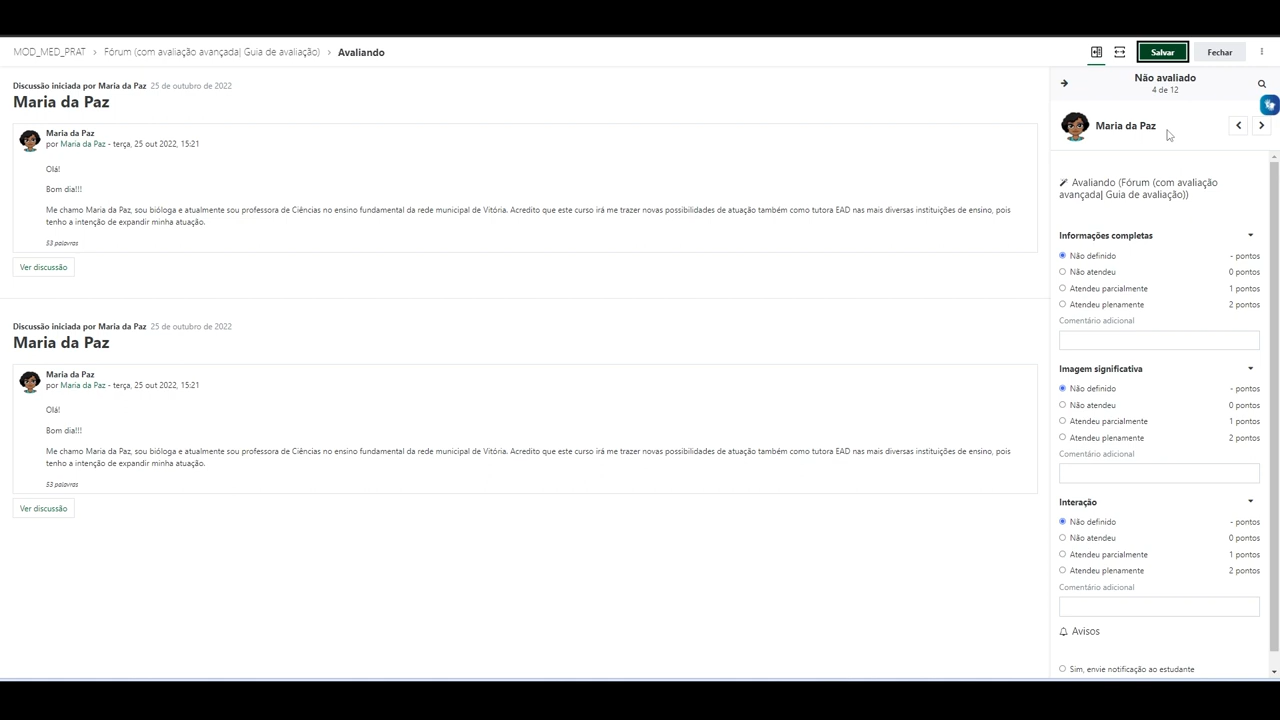 MOD_MED_PRAT > Fórum (com avaliação avançada| Guia de avaliação) > Avaliando
Salvar
Fechar
Discussão iniciada por Maria da Paz 25 de outubro de 2022
Maria da Paz
Maria da Paz
por Maria da Paz - terça, 25 out 2022, 15:21
Olá!
Bom dia!!!
Me chamo Maria da Paz, sou bióloga e atualmente sou professora de Ciências no ensino fundamental da rede municipal de Vitória. Acredito que este curso irá me trazer novas possibilidades de atuação também como tutora EAD nas mais diversas instituições de ensino, pois
tenho a intenção de expandir minha atuação.
53 palavras
Ver discussão
Discussão iniciada por Maria da Paz 25 de outubro de 2022
Maria da Paz
Maria da Paz
por Maria da Paz - terça, 25 out 2022, 15:21
Olá!
Bom dia!!!
Me chamo Maria da Paz, sou bióloga e atualmente sou professora de Ciências no ensino fundamental da rede municipal de Vitória. Acredito que este curso irá me trazer novas possibilidades de atuação também como tutora EAD nas mais diversas instituições de ensino, pois
tenho a intenção de expandir minha atuação.
53 palavras
Ver discussão
Não avaliado
4 de 12
Maria da Paz
Avaliando (Fórum (com avaliação
avançada| Guia de avaliação))
Informações completas
Não definido - pontos
Não atendeu 0 pontos
Atendeu parcialmente 1 pontos
Atendeu plenamente 2 pontos
Comentário adicional
Imagem significativa
Não definido - pontos
Não atendeu 0 pontos
Atendeu parcialmente 1 pontos
Atendeu plenamente 2 pontos
Comentário adicional
Interação
Não definido - pontos
Não atendeu 0 pontos
Atendeu parcialmente 1 pontos
Atendeu plenamente 2 pontos
Comentário adicional
Avisos
Sim, envie notificação ao estudante